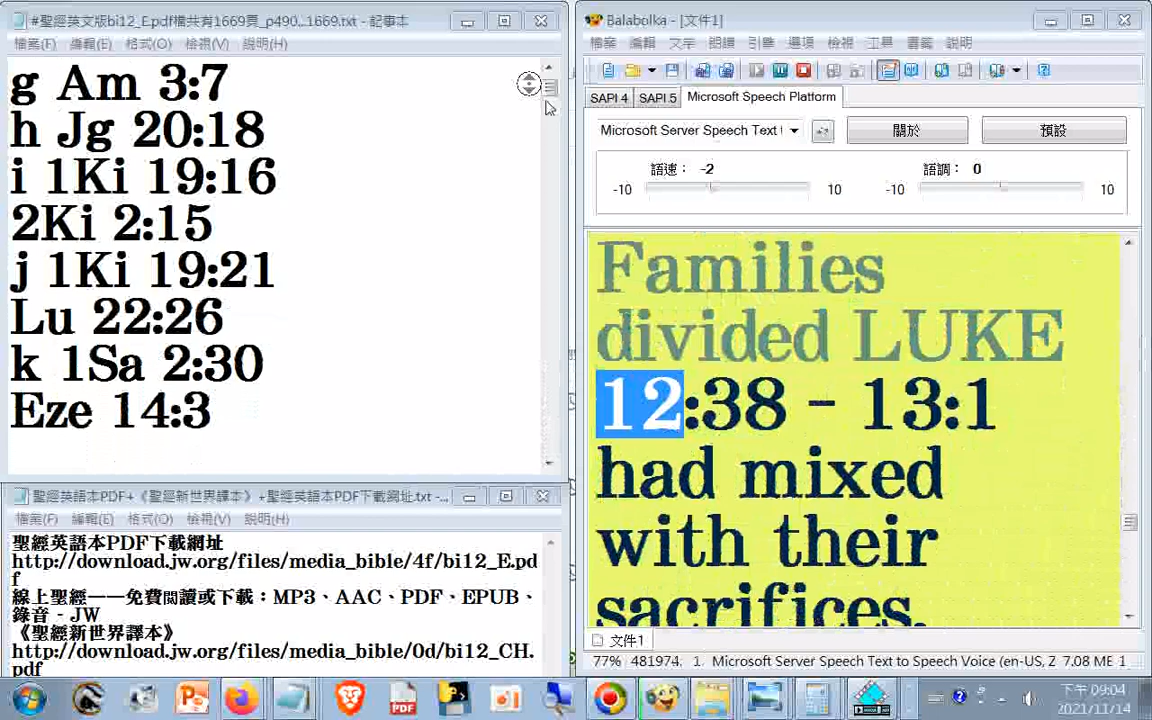 #聖經英文版bi12_E.pdf檔共有1669頁_p490...1669.txt - 記事本
檔案(F) 編輯(E) 格式(O) 檢視(V) 說明(H)
g Am 3:7
h Jg 20:18
i 1Ki 19:16
2Ki 2:15
j 1Ki 19:21
Lu 22:26
k 1Sa 2:30
Eze 14:3
聖經英語本PDF+《聖經新世界譯本》+聖經英語本PDF下載網址.txt - ...
檔案(F) 編輯(E) 格式(O) 檢視(V) 說明(H)
聖經英語本PDF下載網址
http://download.jw.org/files/media_bible/4f/bi12_E.pd
f
線上聖經——免費閱讀或下載：MP3、AAC、PDF、EPUB、
錄音 - JW
《聖經新世界譯本》
http://download.jw.org/files/media_bible/0d/bi12_CH.
pdf
Balabolka - [文件1]
檔案 編輯 文字 朗讀 引擎 選項 檢視 工具 書籤 說明
SAPI 4 SAPI 5 Microsoft Speech Platform
Microsoft Server Speech Text 關於 預設
語速： -2 語調： 0
-10 10 -10 10
Families
divided LUKE
12:38 - 13:1
had mixed
with their
sacrifices.
文件1
77% 481974. 1. Microsoft Server Speech Text to Speech Voice (en-US, Z 7.08 ME 1
PDF
下午 09:04
2021/11/14